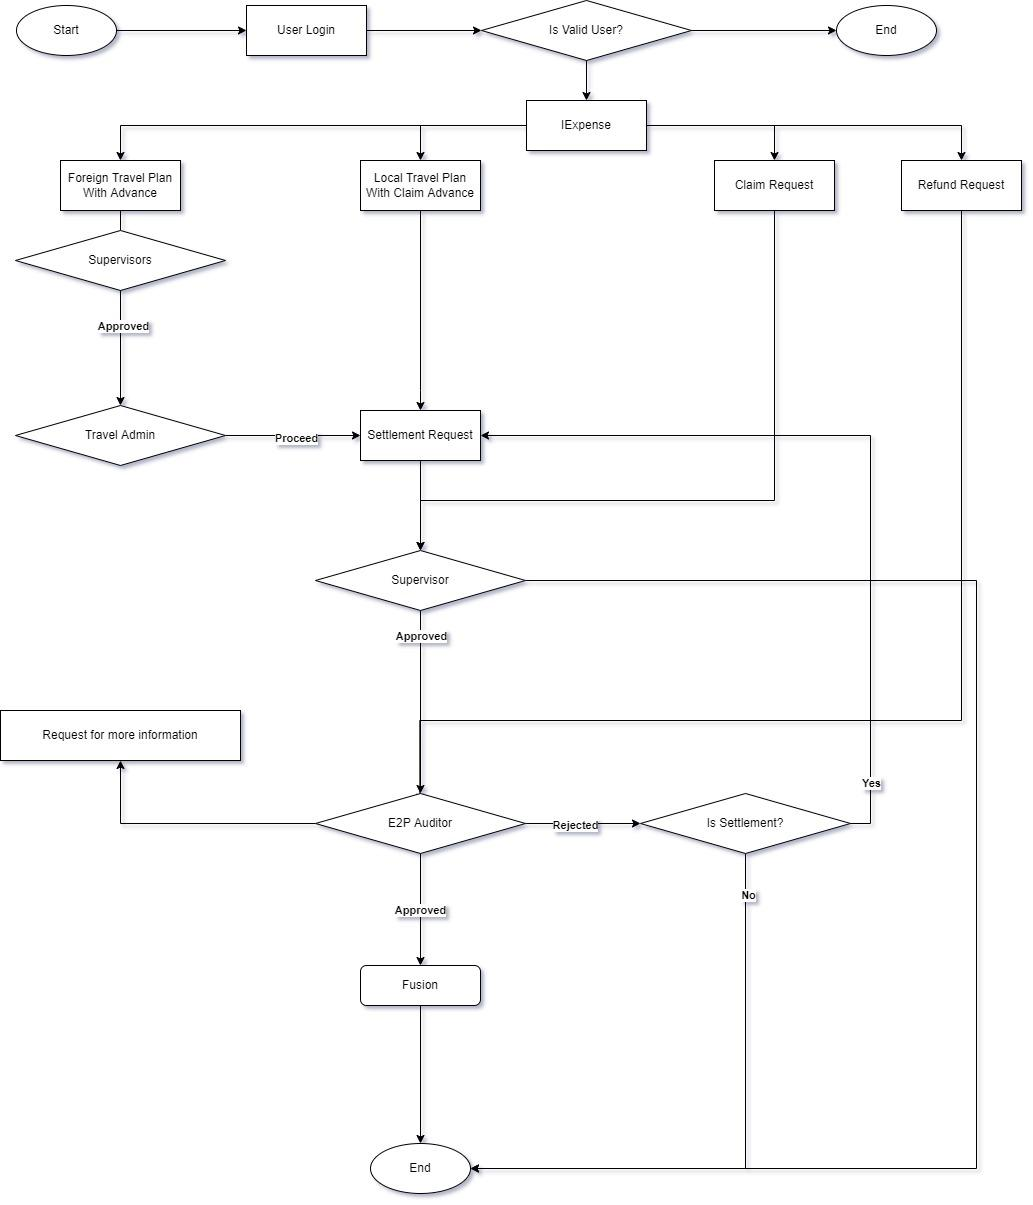 Start
User Login
Is Valid User?
End
IExpense
Foreign Travel Plan
With Advance
Local Travel Plan
With Claim Advance
Claim Request
Refund Request
Supervisors
Approved
Travel Admin
Proceed
Settlement Request
Supervisor
Approved
Request for more information
Yes
E2P Auditor
Rejected
Is Settlement?
No
Approved
Fusion
End